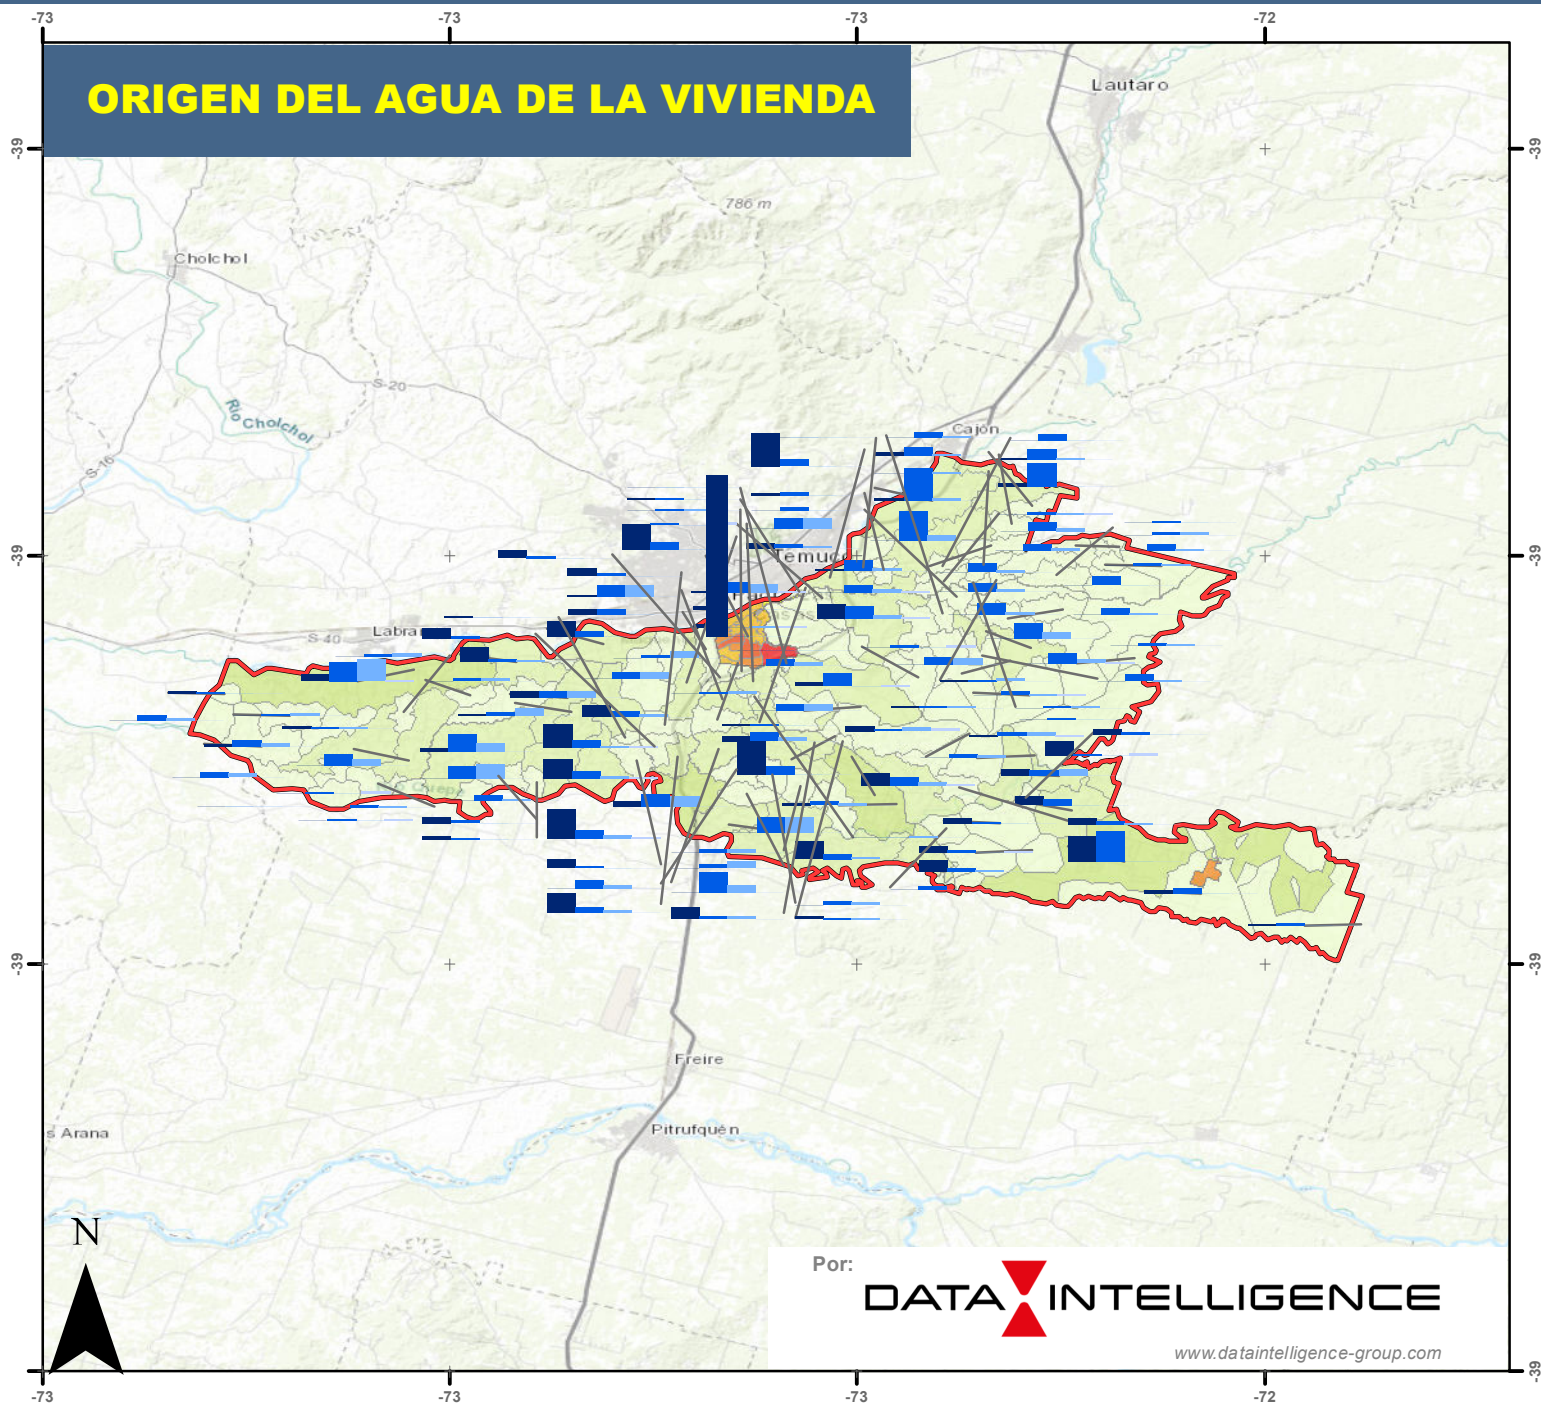 -73 -73 -73 -72
ORIGEN DEL AGUA DE LA VIVIENDA
Lautaro
-39 -39
786 m
Cholchol
S-20
Río Cholchol
Cajón
S-16
-39 -39
Temuco
S 40
Labra
-39 -39
Freire
s Arana
Pitrufquén
N
Por:
DATA INTELLIGENCE
www.dataintelligence-group.com
-39
-73 -73 -73 -72